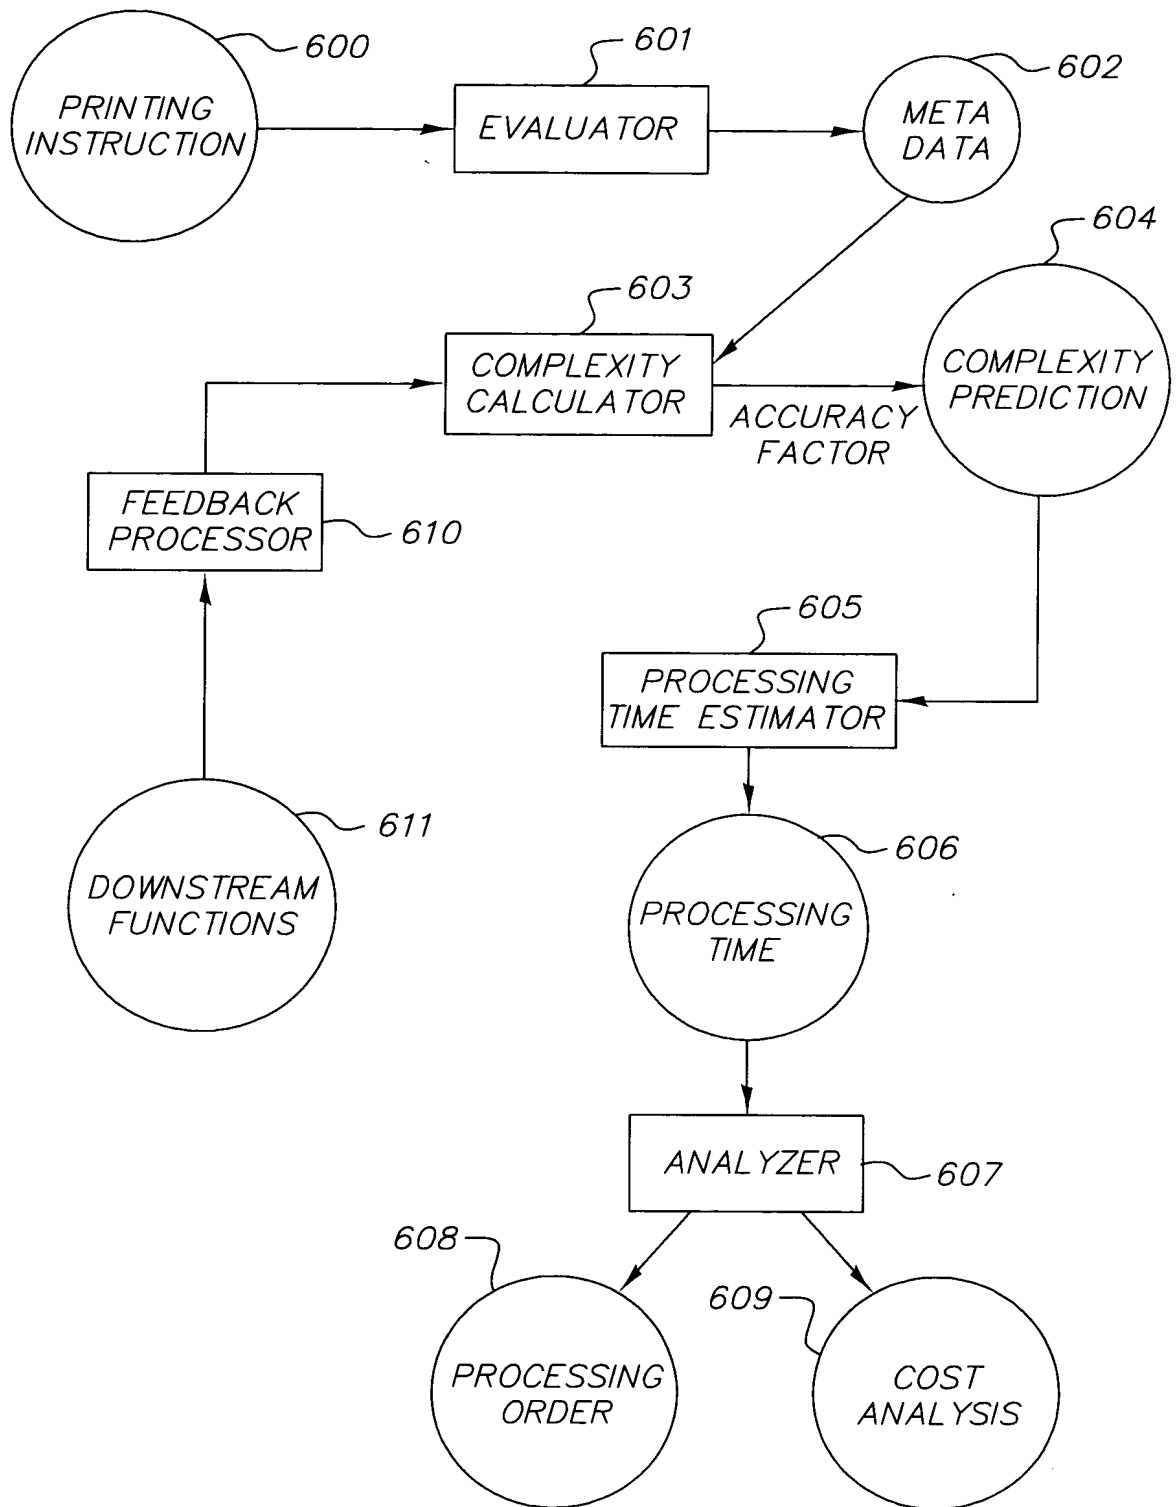 600
PRINTING
INSTRUCTION
601
EVALUATOR
602
META
DATA
603
COMPLEXITY
CALCULATOR
ACCURACY
FACTOR
604
COMPLEXITY
PREDICTION
FEEDBACK
PROCESSOR
610
605
PROCESSING
TIME ESTIMATOR
611
DOWNSTREAM
FUNCTIONS
606
PROCESSING
TIME
ANALYZER
607
608
PROCESSING
ORDER
609
COST
ANALYSIS